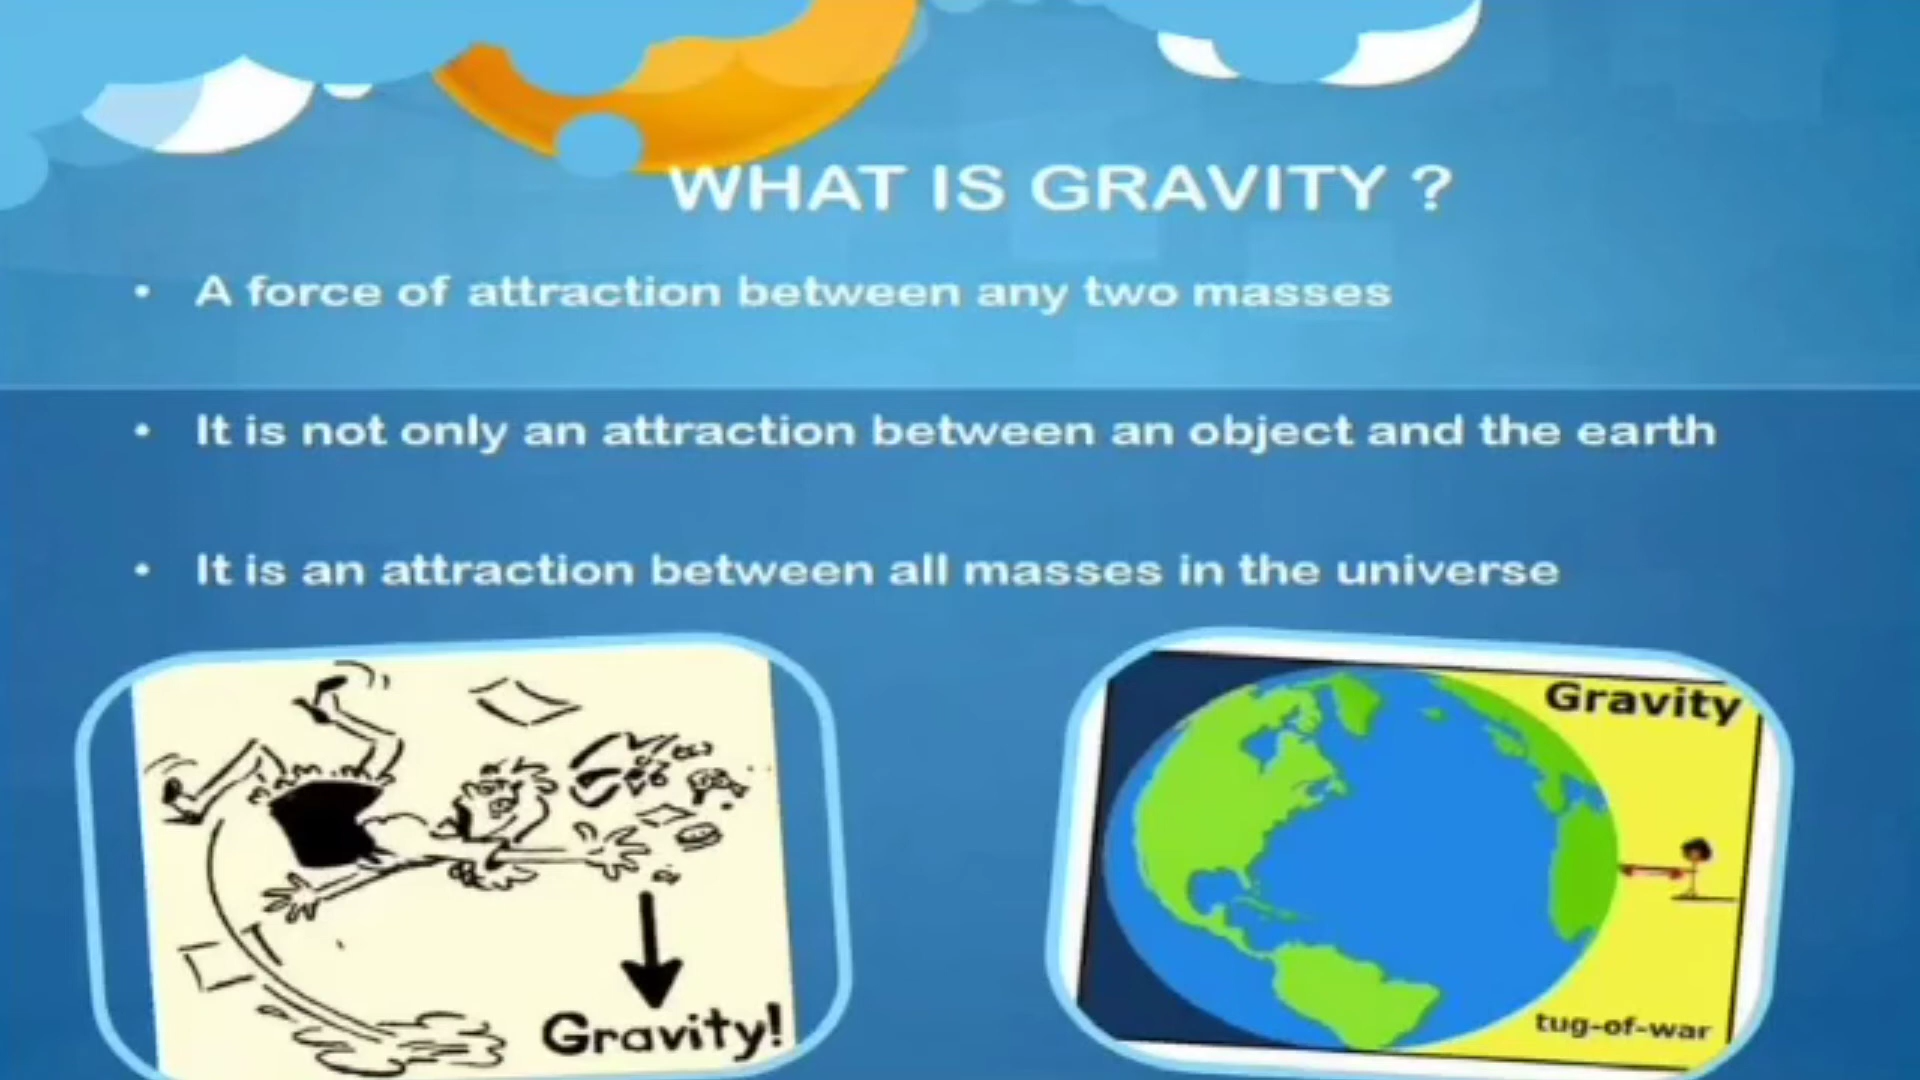 WHAT IS GRAVITY ?
• A force of attraction between any two masses
• It is not only an attraction between an object and the earth
• It is an attraction between all masses in the universe
Gravity!
Gravity
tug-of-war